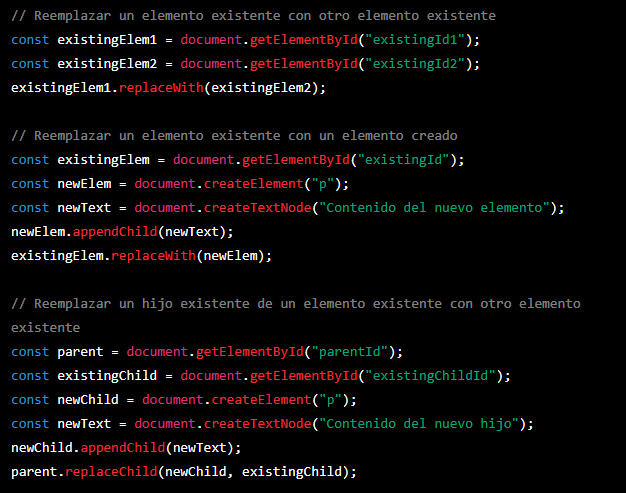 // Reemplazar un elemento existente con otro elemento existente
const existingElem1 = document.getElementById("existingId1");
const existingElem2 = document.getElementById("existingId2");
existingElem1.replaceWith(existingElem2);
// Reemplazar un elemento existente con un elemento creado
const existingElem = document.getElementById("existingId");
const newElem = document.createElement("p");
const newText = document.createTextNode("Contenido del nuevo elemento");
newElem.appendChild(newText);
existingElem.replaceWith(newElem);
// Reemplazar un hijo existente de un elemento existente con otro elemento
existente
const parent = document.getElementById("parentId");
const existingChild = document.getElementById("existingChildId");
const newChild = document.createElement("p");
const newText = document.createTextNode("Contenido del nuevo hijo");
newChild.appendChild(newText);
parent.replaceChild(newChild, existingChild);